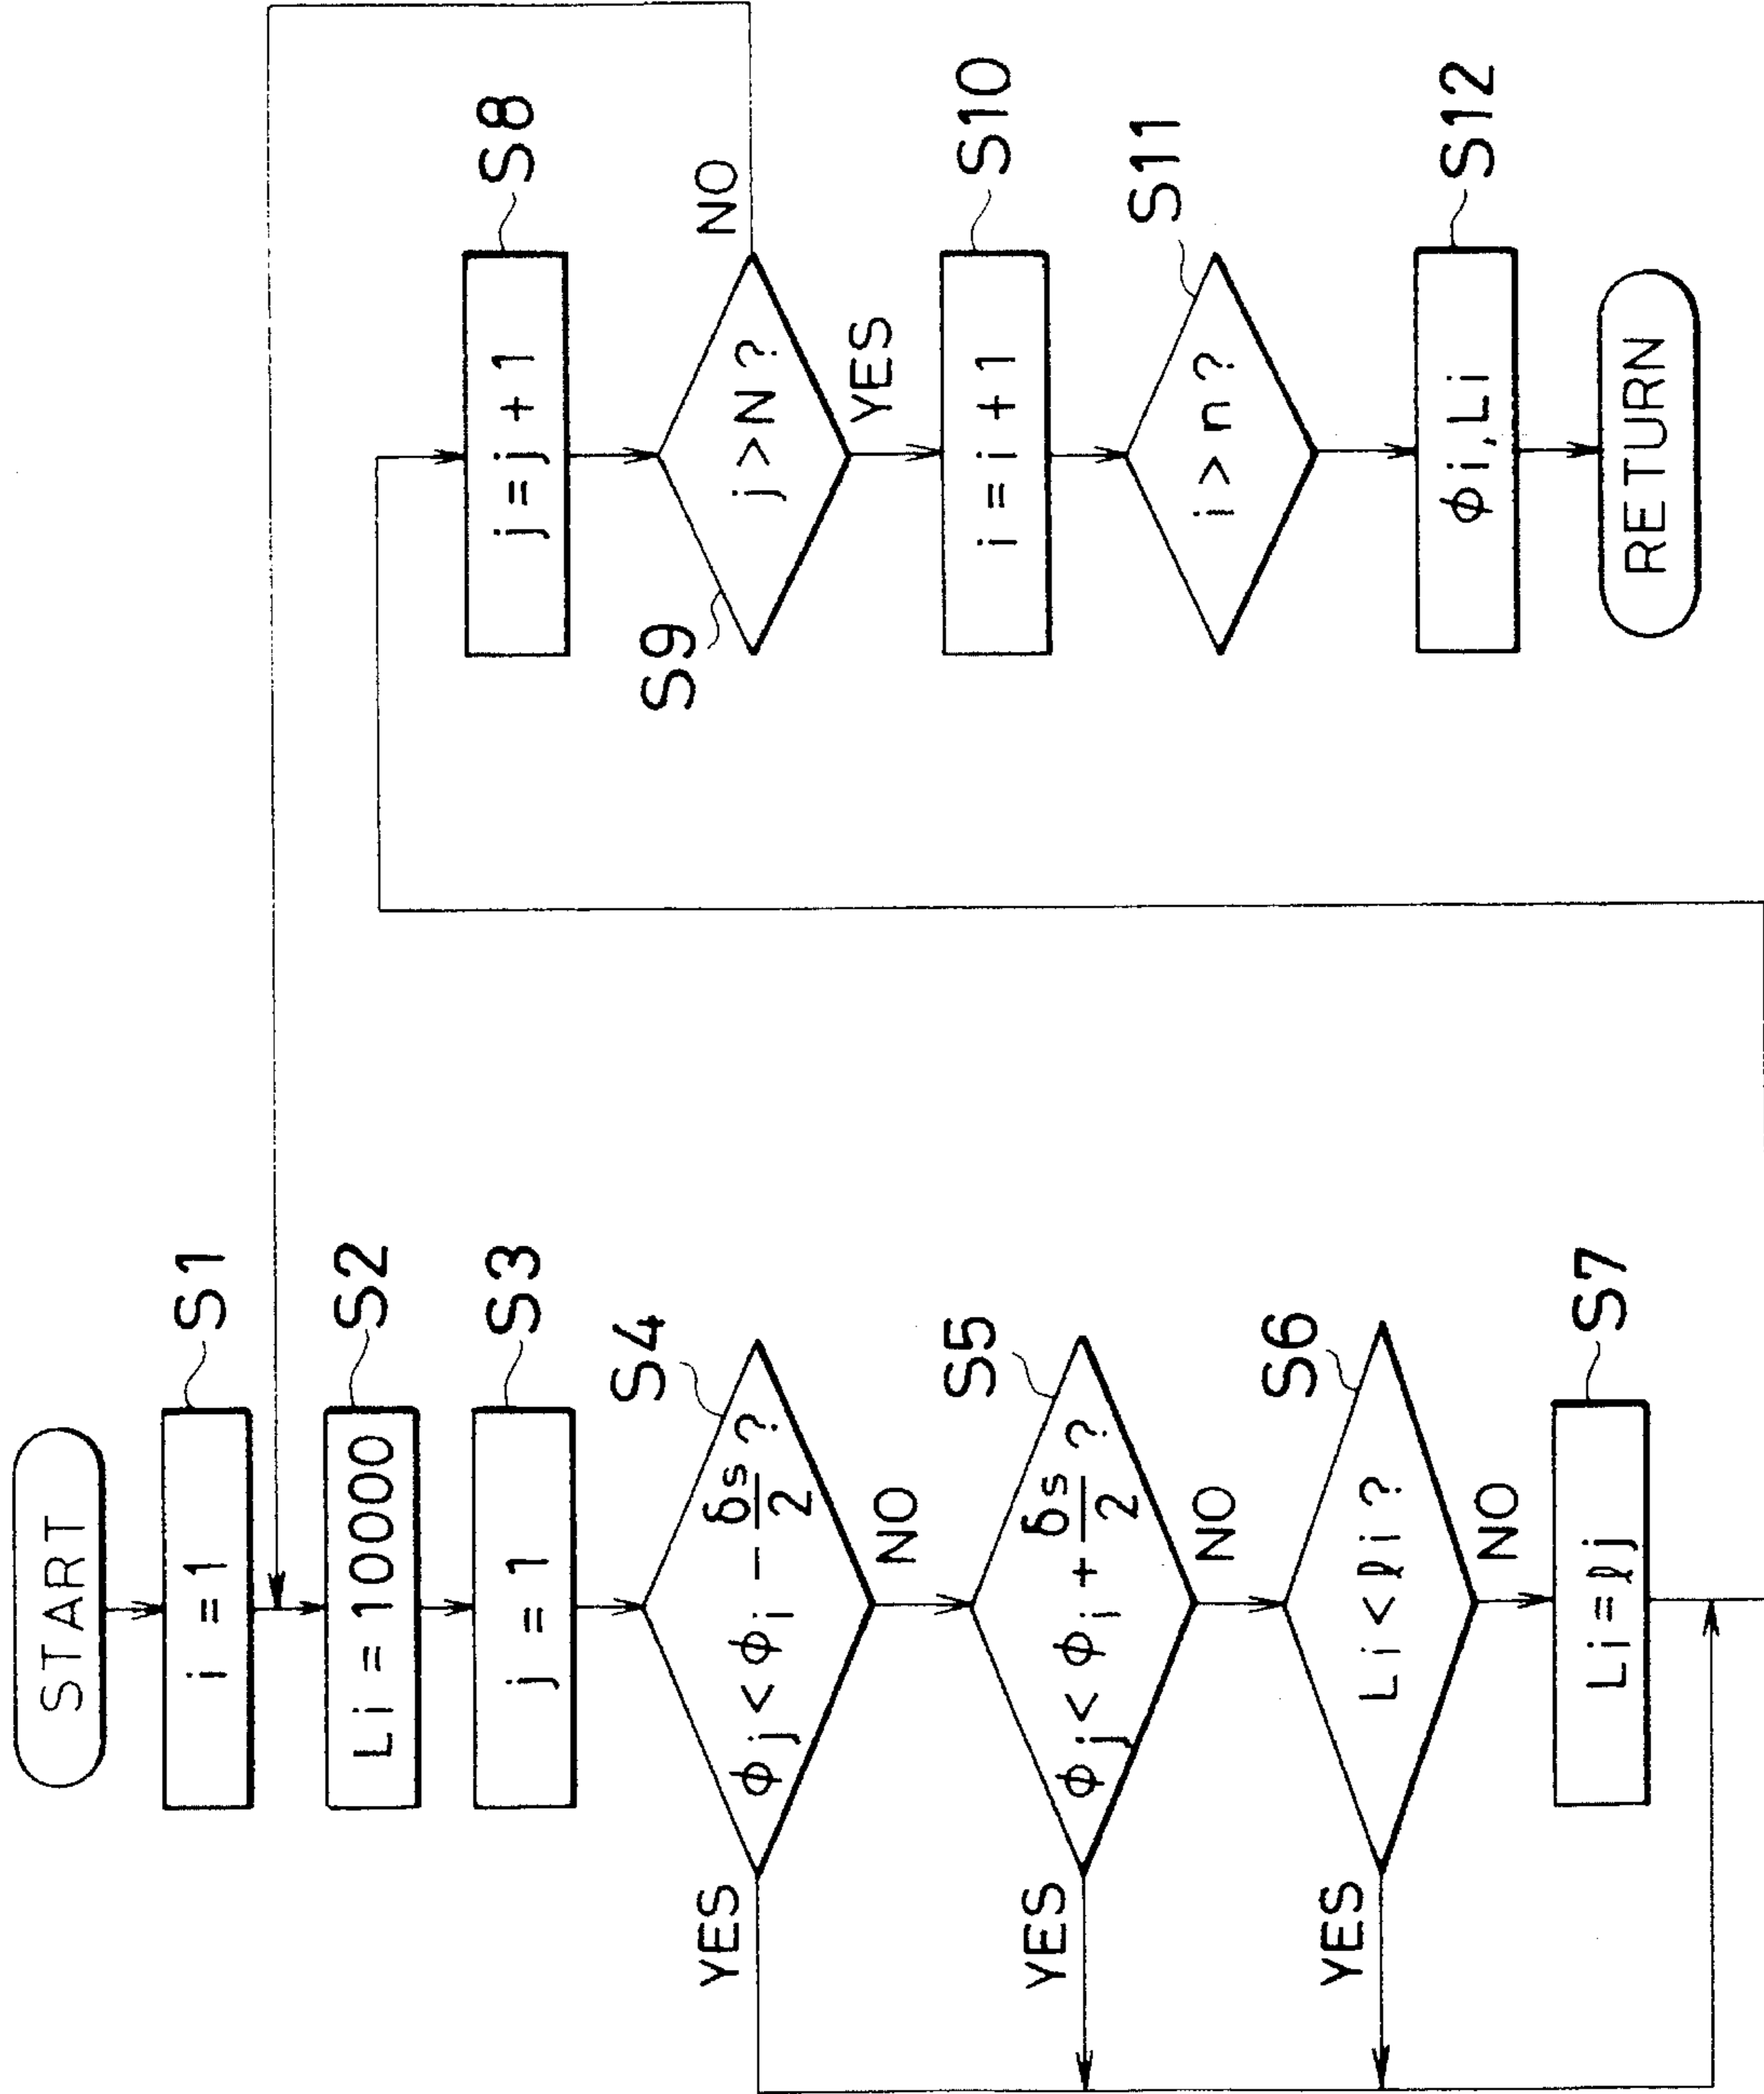 START
i = 1
S1
Li = 10000
S2
j = 1
S3
ϕj < ϕi − δs/2 ?
S4
YES
NO
ϕj < ϕi + δs/2 ?
S5
YES
NO
Li < ℓi ?
S6
YES
NO
Li = ℓj
S7
j = j + 1
S8
j > N ?
S9
NO
YES
i = i + 1
S10
i > n ?
S11
ϕi, Li
S12
RETURN